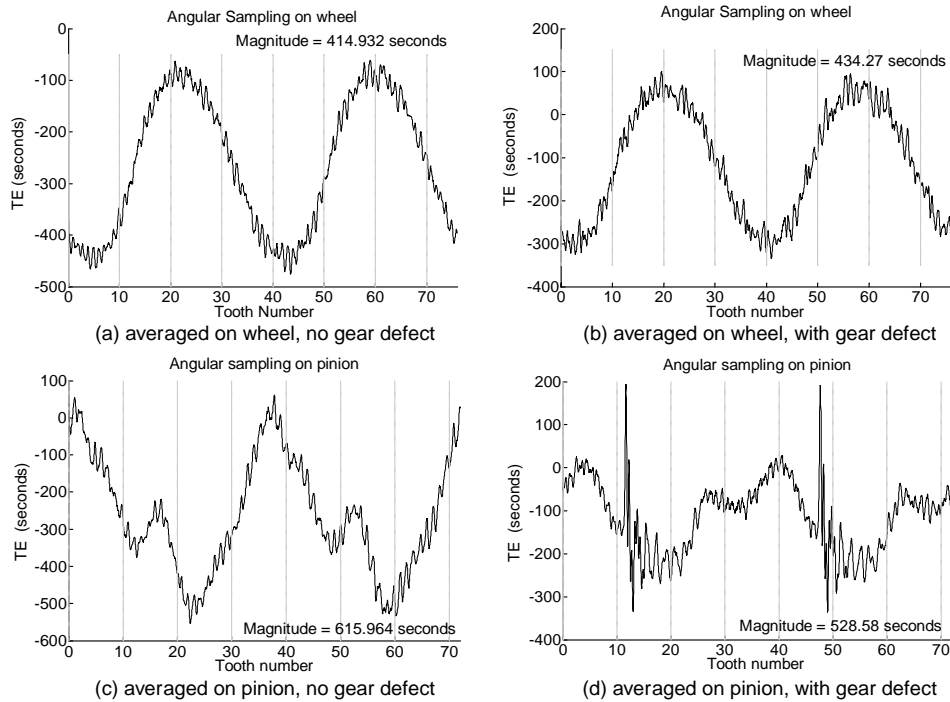 Angular Sampling on wheel
Magnitude = 414.932 seconds
0
-100
-200
-300
-400
-500
TE (seconds)
0 10 20 30 40 50 60 70
Tooth Number
(a) averaged on wheel, no gear defect
Angular Sampling on wheel
Magnitude = 434.27 seconds
200
100
0
-100
-200
-300
-400
TE (seconds)
0 10 20 30 40 50 60 70
Tooth number
(b) averaged on wheel, with gear defect
Angular sampling on pinion
100
0
-100
-200
-300
-400
-500
-600
TE (seconds)
Magnitude = 615.964 seconds
0 10 20 30 40 50 60 70
Tooth number
(c) averaged on pinion, no gear defect
Angular sampling on pinion
200
100
0
-100
-200
-300
-400
TE (seconds)
Magnitude = 528.58 seconds
0 10 20 30 40 50 60 70
Tooth number
(d) averaged on pinion, with gear defect